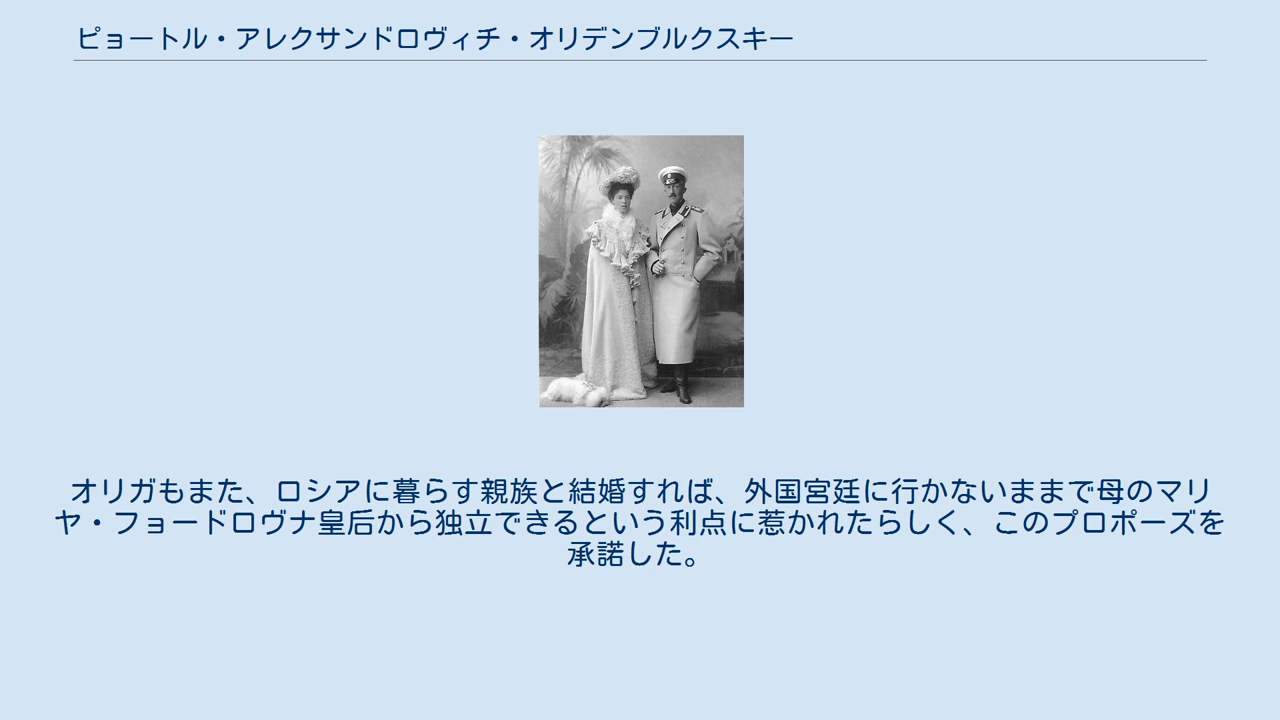 ピョートル・アレクサンドロヴィチ・オリデンブルクスキー
オリガもまた、ロシアに暮らす親族と結婚すれば、外国宮廷に行かないままで母のマリ
ヤ・フョードロヴナ皇后から独立できるという利点に惹かれたらしく、このプロポーズを
承諾した。